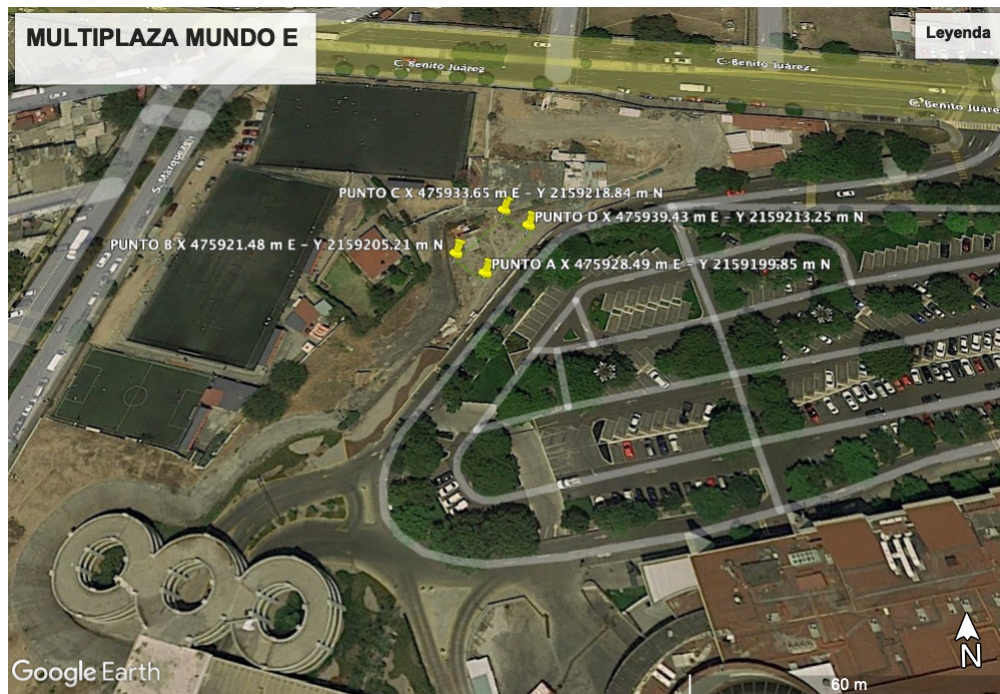 MULTIPLAZA MUNDO E
Leyenda
C. Benito Juárez
C. Benito Juárez
C. Benito Juárez
S. Márquez
PUNTO C X 475933.65 m E - Y 2159218.84 m N
PUNTO D X 475939.43 m E - Y 2159213.25 m N
PUNTO B X 475921.48 m E - Y 2159205.21 m N
PUNTO A X 475928.49 m E - Y 2159199.85 m N
N
Google Earth
60 m